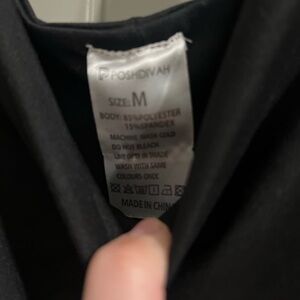 POSHDIVAH
SIZE: M
BODY: 85%POLYESTER
15%SPANDEX
MACHINE WASH COLD
DO NOT BLEACH
LINE DRY IN SHADE
WASH WITH SAME
COLOURS ONCE
MADE IN CHINA